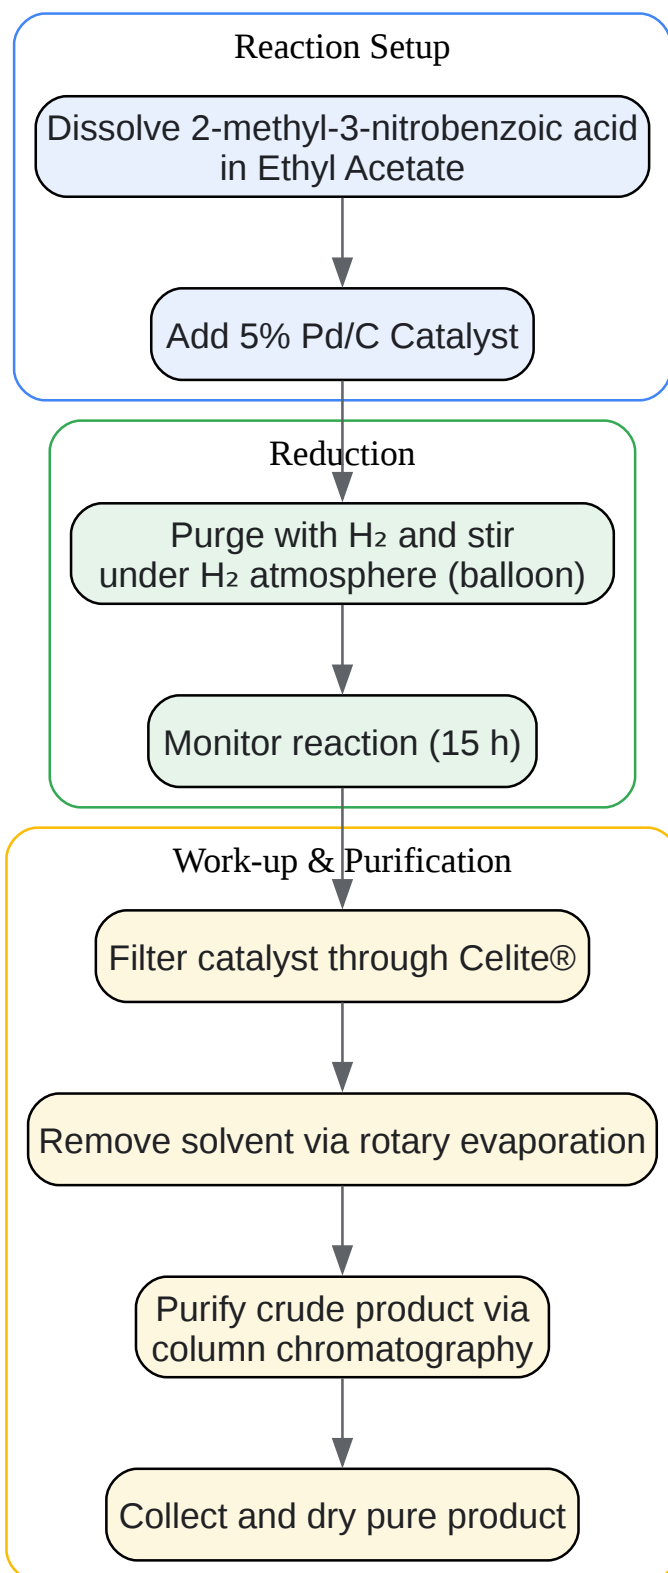 Reaction Setup
Dissolve 2-methyl-3-nitrobenzoic acid
in Ethyl Acetate
Add 5% Pd/C Catalyst
Reduction
Purge with H₂ and stir
under H₂ atmosphere (balloon)
Monitor reaction (15 h)
Work-up & Purification
Filter catalyst through Celite®
Remove solvent via rotary evaporation
Purify crude product via
column chromatography
Collect and dry pure product